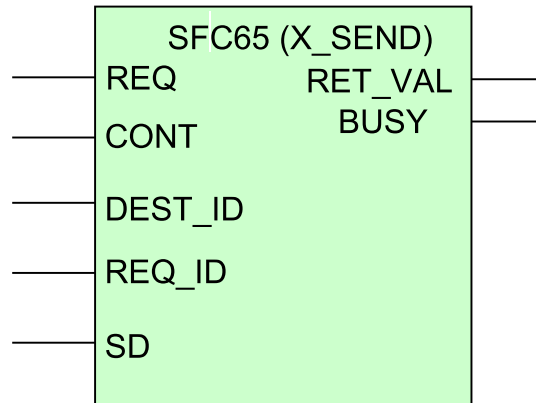 SFC65 (X_SEND)
REQ
RET_VAL
CONT
BUSY
DEST_ID
REQ_ID
SD